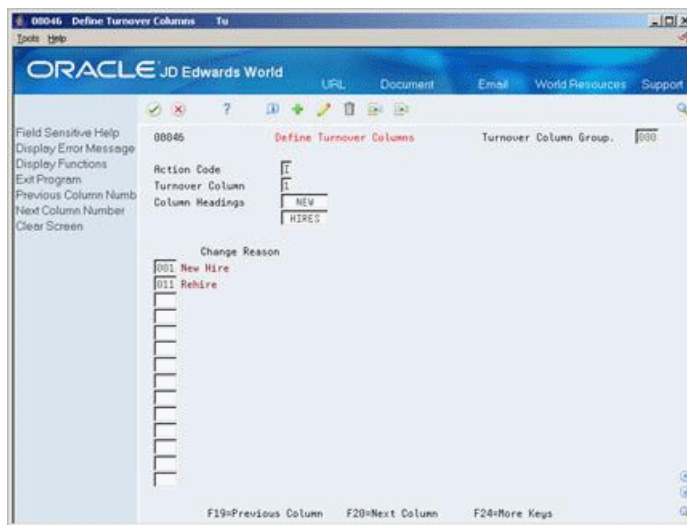 08046 Define Turnover Columns Tu
Tools Help
ORACLE JD Edwards World
URL Document Email World Resources Support
Field Sensitive Help
Display Error Message
Display Functions
Exit Program
Previous Column Numb
Next Column Number
Clear Screen
08046 Define Turnover Columns Turnover Column Group. 000
Action Code I
Turnover Column 1
Column Headings NEW
HIRES
Change Reason
001 New Hire
011 Rehire
F19=Previous Column F20=Next Column F24=More Keys